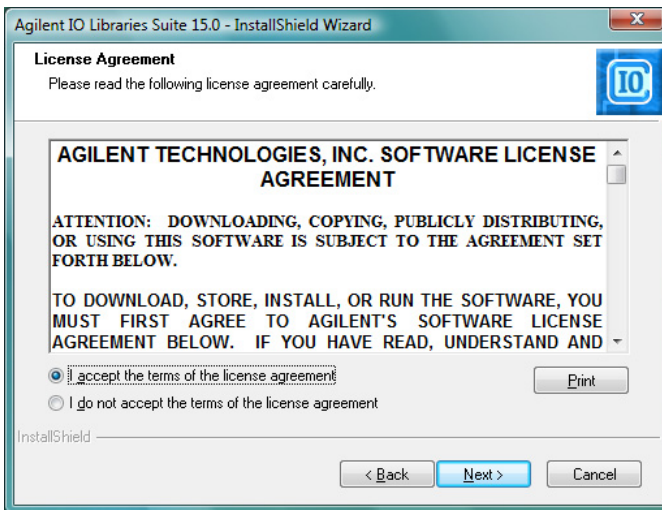 Agilent IO Libraries Suite 15.0 - InstallShield Wizard
License Agreement
Please read the following license agreement carefully.
IO
AGILENT TECHNOLOGIES, INC. SOFTWARE LICENSE
AGREEMENT
ATTENTION: DOWNLOADING, COPYING, PUBLICLY DISTRIBUTING,
OR USING THIS SOFTWARE IS SUBJECT TO THE AGREEMENT SET
FORTH BELOW.
TO DOWNLOAD, STORE, INSTALL, OR RUN THE SOFTWARE, YOU
MUST FIRST AGREE TO AGILENT'S SOFTWARE LICENSE
AGREEMENT BELOW. IF YOU HAVE READ, UNDERSTAND AND
I accept the terms of the license agreement
Print
I do not accept the terms of the license agreement
InstallShield
< Back Next > Cancel